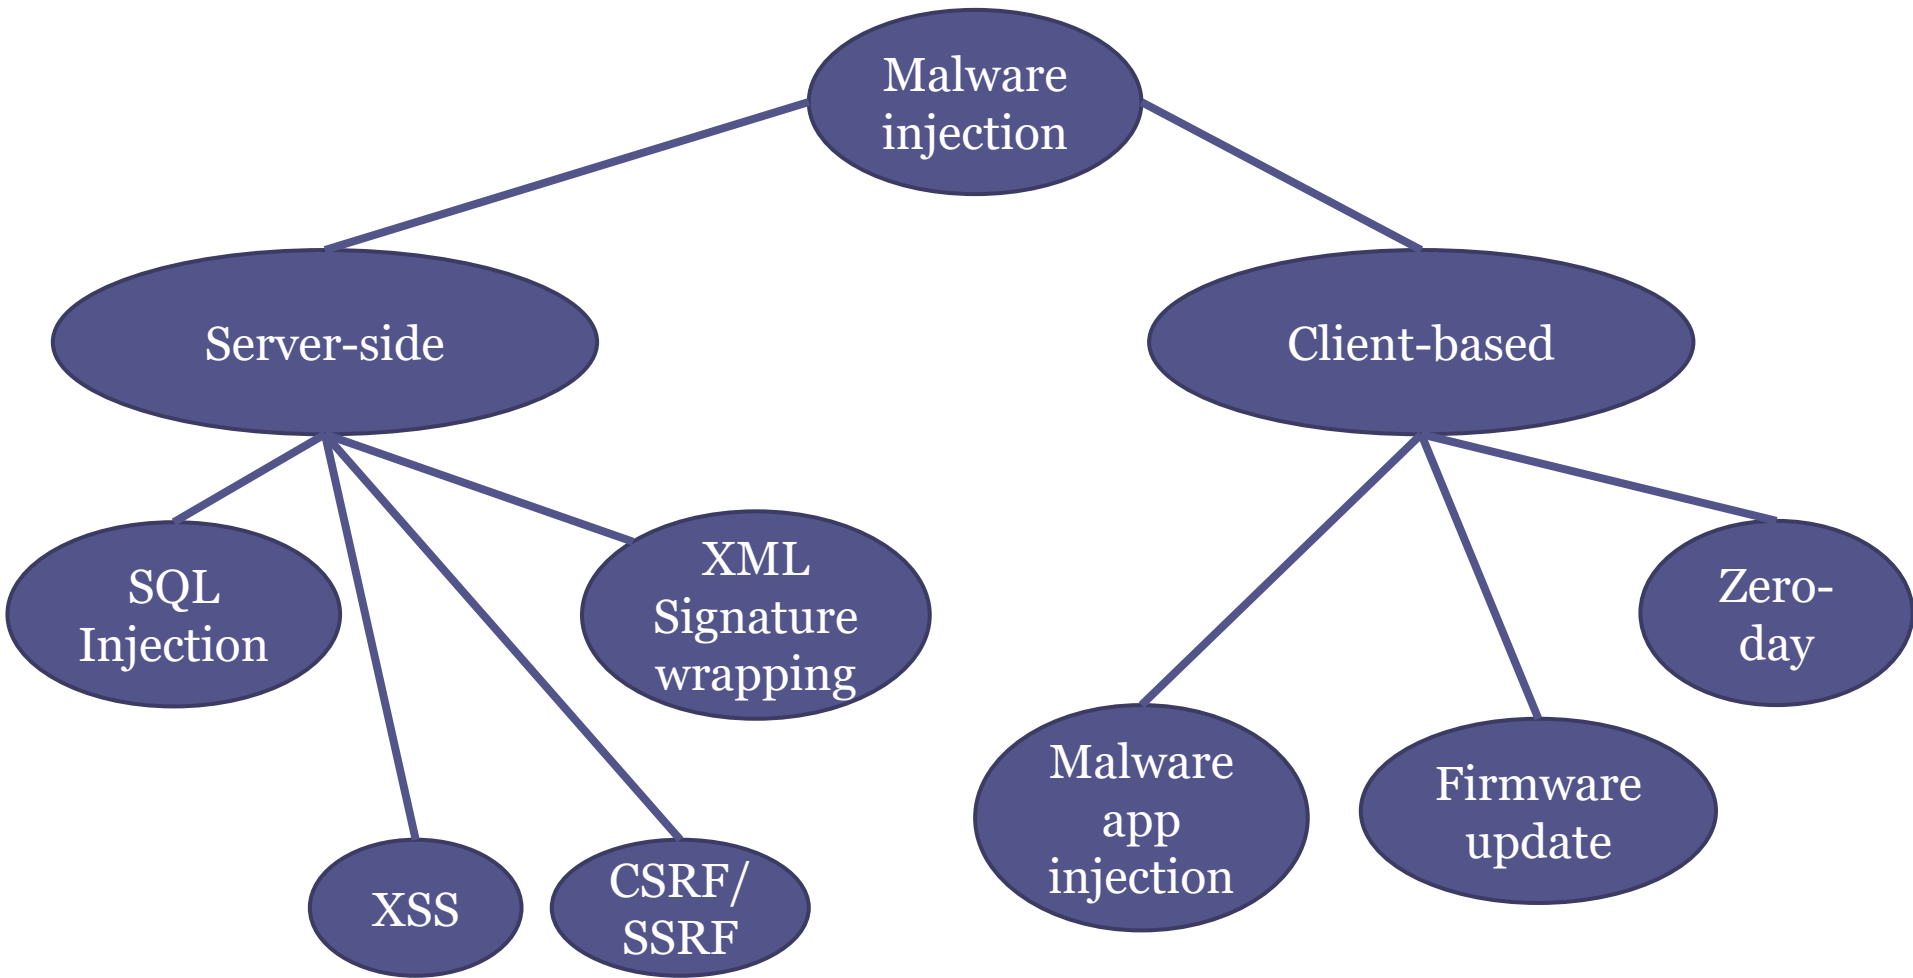 Malware
injection
Server-side
Client-based
SQL
Injection
XML
Signature
wrapping
Zero-
day
XSS
CSRF/
SSRF
Malware
app
injection
Firmware
update